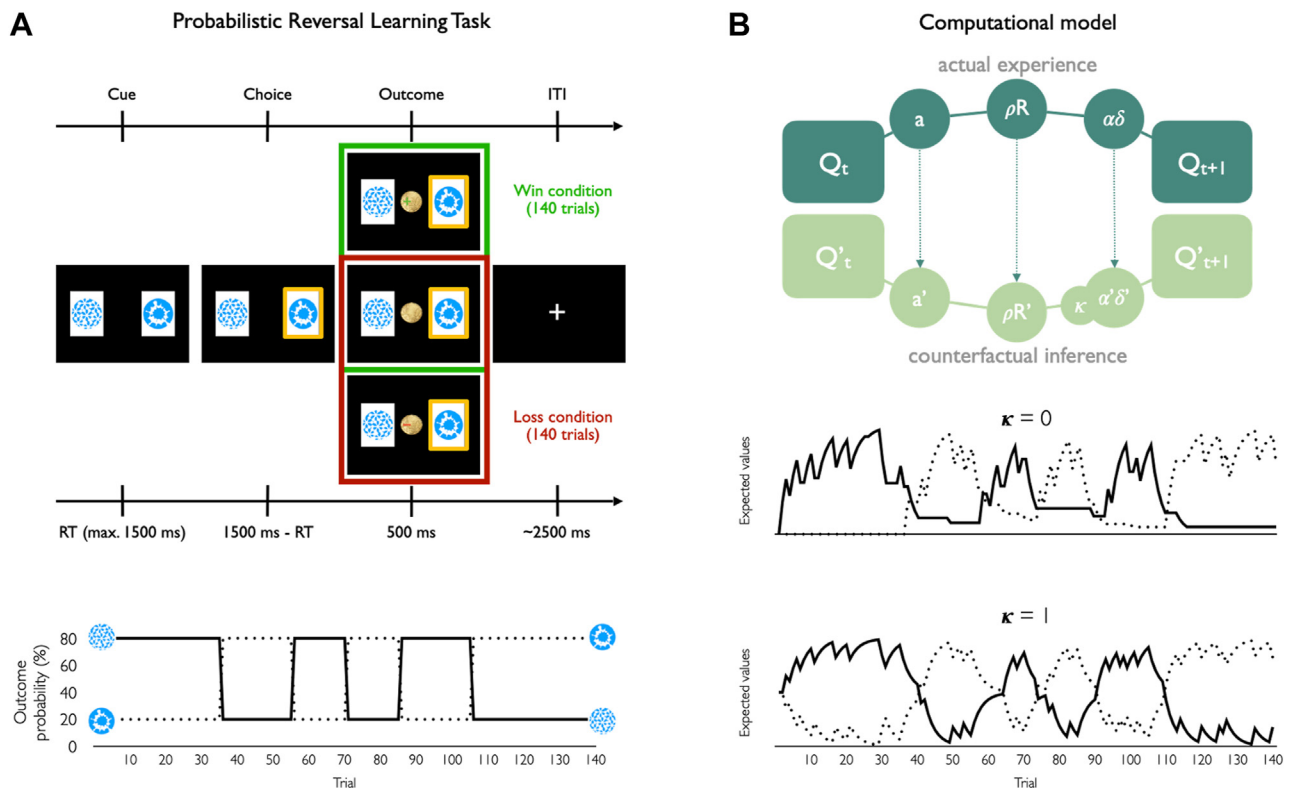 A
Probabilistic Reversal Learning Task
Cue
Choice
Outcome
ITI
+
Win condition
(140 trials)
+
-
Loss condition
(140 trials)
RT (max. 1500 ms)
1500 ms - RT
500 ms
~2500 ms
Outcome
probability (%)
80
60
40
20
0
10 20 30 40 50 60 70 80 90 100 110 120 130 140
Trial
B
Computational model
actual experience
Qt
a
ρR
αδ
Qt+1
Q't
a'
ρR'
κ
α'δ'
Q't+1
counterfactual inference
κ = 0
Expected values
κ = 1
Expected values
10 20 30 40 50 60 70 80 90 100 110 120 130 140
Trial